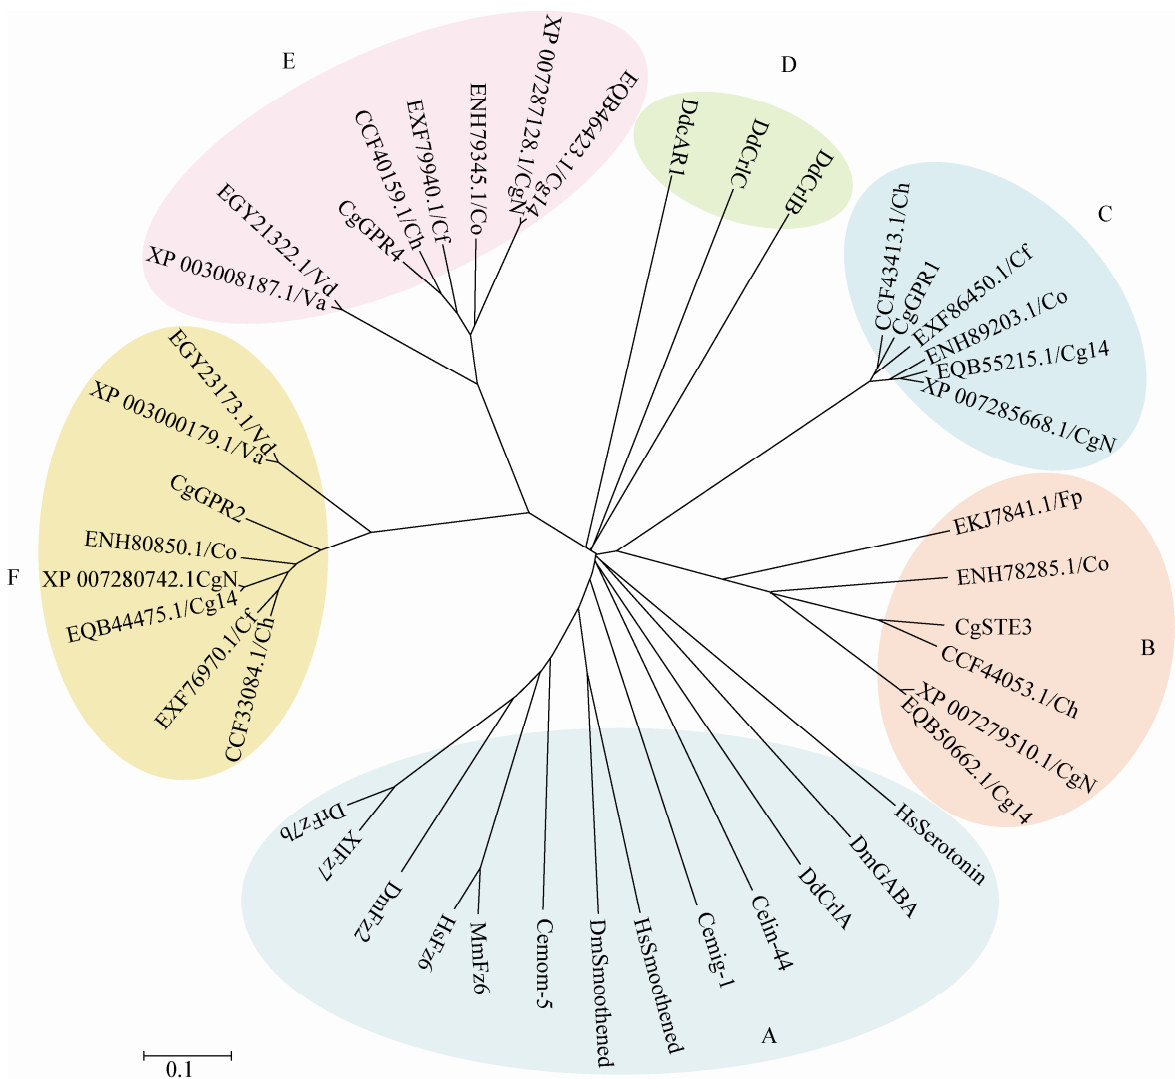 E
XP 007287128.1/CgN
EQB46423.1/Cg14
ENH79345.1/Co
EXF79940.1/Cf
CCF40159.1/Ch
CgGPR4
EGY21322.1/Vd
XP 003008187.1/Va
D
DdcAR1
DdCrlC
DdCrlB
C
CCF43413.1/Ch
CgGPR1
EXF86450.1/Cf
ENH89203.1/Co
EQB55215.1/Cg14
XP 007285668.1/CgN
F
EGY23173.1/Vd
XP 003000179.1/Va
CgGPR2
ENH80850.1/Co
XP 007280742.1CgN
EQB44475.1/Cg14
EXF76970.1/Cf
CCF33084.1/Ch
B
EKJ7841.1/Fp
ENH78285.1/Co
CgSTE3
CCF44053.1/Ch
XP 007279510.1/CgN
EQB50662.1/Cg14
DrFz7b
XlFz7
DmFz2
HsFz6
MmFz6
Cemom-5
DmSmoothened
HsSmoothened
Cemig-1
Celin-44
DdCrlA
DmGABA
HsSerotonin
A
0.1